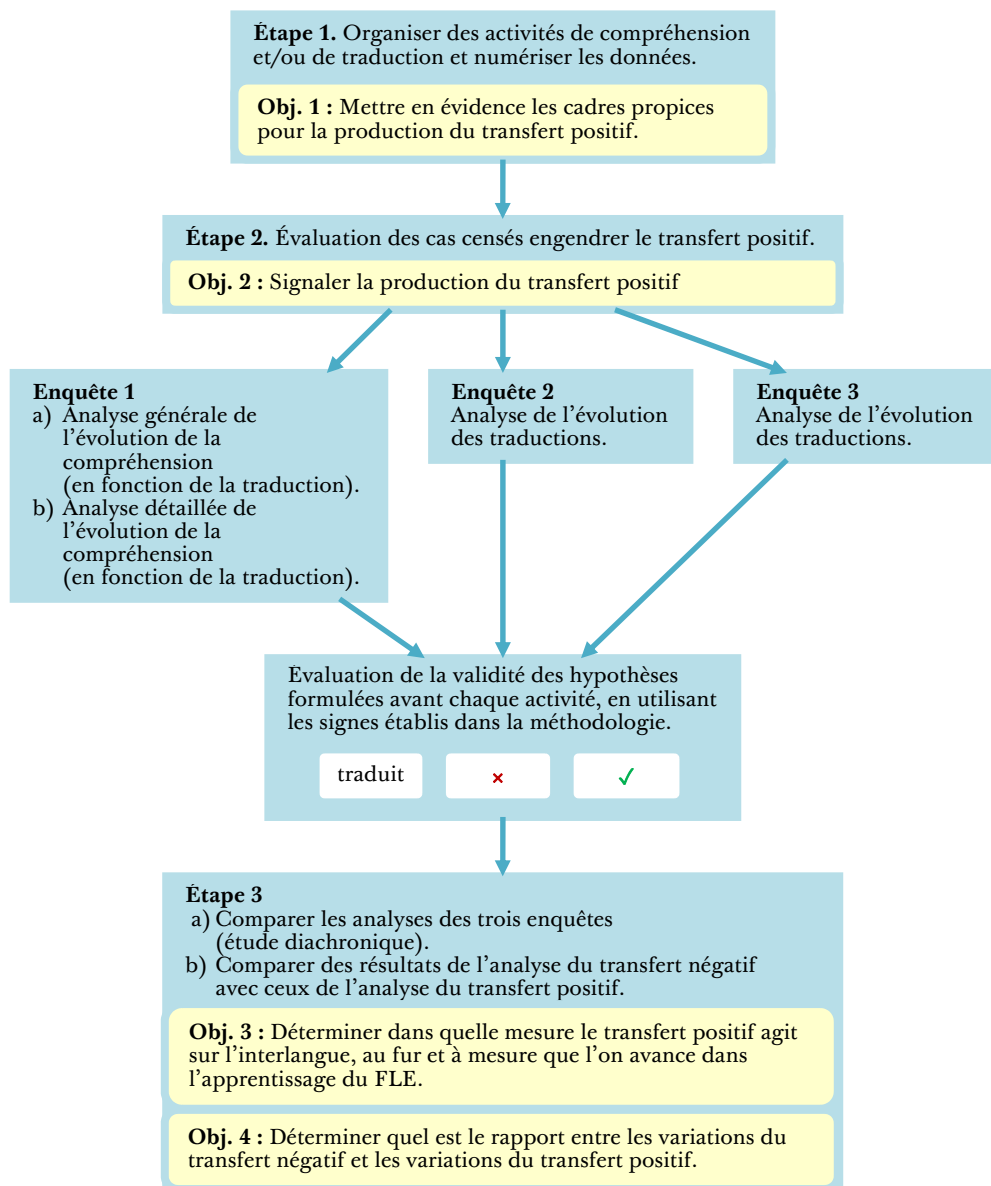 Étape 1. Organiser des activités de compréhension
et/ou de traduction et numériser les données.
Obj. 1 : Mettre en évidence les cadres propices
pour la production du transfert positif.
Étape 2. Évaluation des cas censés engendrer le transfert positif.
Obj. 2 : Signaler la production du transfert positif
Enquête 1
a) Analyse générale de
l’évolution de la
compréhension
(en fonction de la traduction).
b) Analyse détaillée de
l’évolution de la
compréhension
(en fonction de la traduction).
Enquête 2
Analyse de l’évolution
des traductions.
Enquête 3
Analyse de l’évolution
des traductions.
Évaluation de la validité des hypothèses
formulées avant chaque activité, en utilisant
les signes établis dans la méthodologie.
traduit × ✓
Étape 3
a) Comparer les analyses des trois enquêtes
(étude diachronique).
b) Comparer des résultats de l’analyse du transfert négatif
avec ceux de l’analyse du transfert positif.
Obj. 3 : Déterminer dans quelle mesure le transfert positif agit
sur l’interlangue, au fur et à mesure que l’on avance dans
l’apprentissage du FLE.
Obj. 4 : Déterminer quel est le rapport entre les variations du
transfert négatif et les variations du transfert positif.